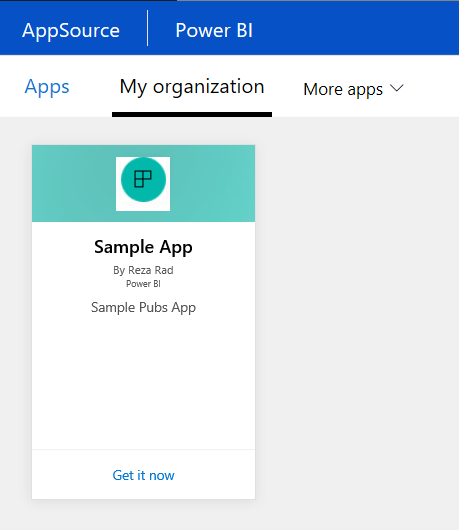 AppSource Power BI
Apps My organization More apps
Sample App
By Reza Rad
Power BI
Sample Pubs App
Get it now